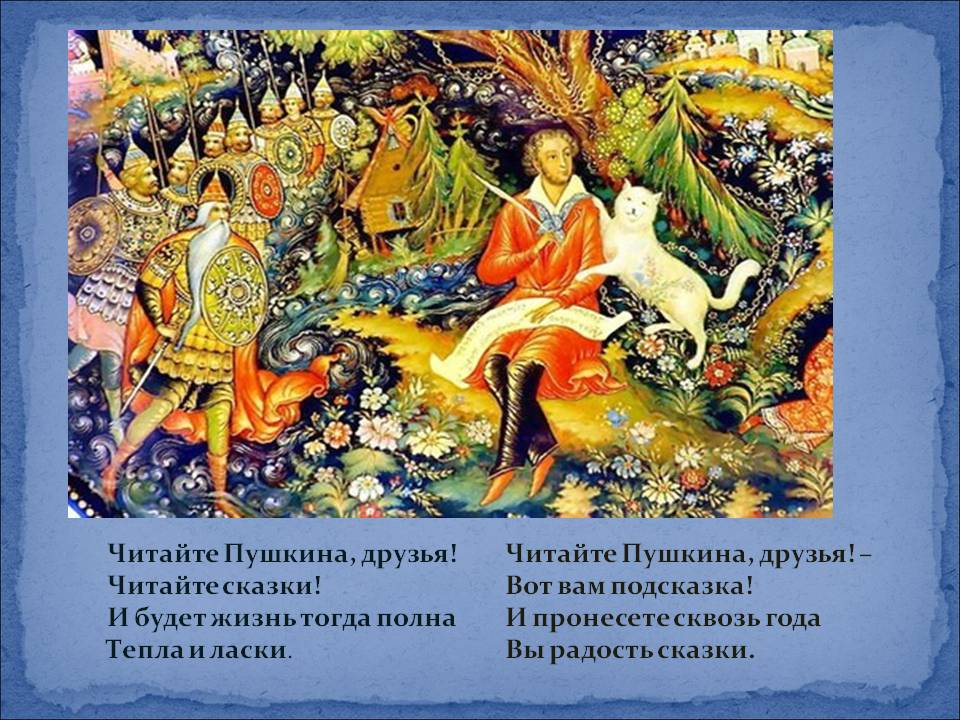 Читайте Пушкина, друзья!
Читайте сказки!
И будет жизнь тогда полна
Тепла и ласки.
Читайте Пушкина, друзья! –
Вот вам подсказка!
И пронесете сквозь года
Вы радость сказки.